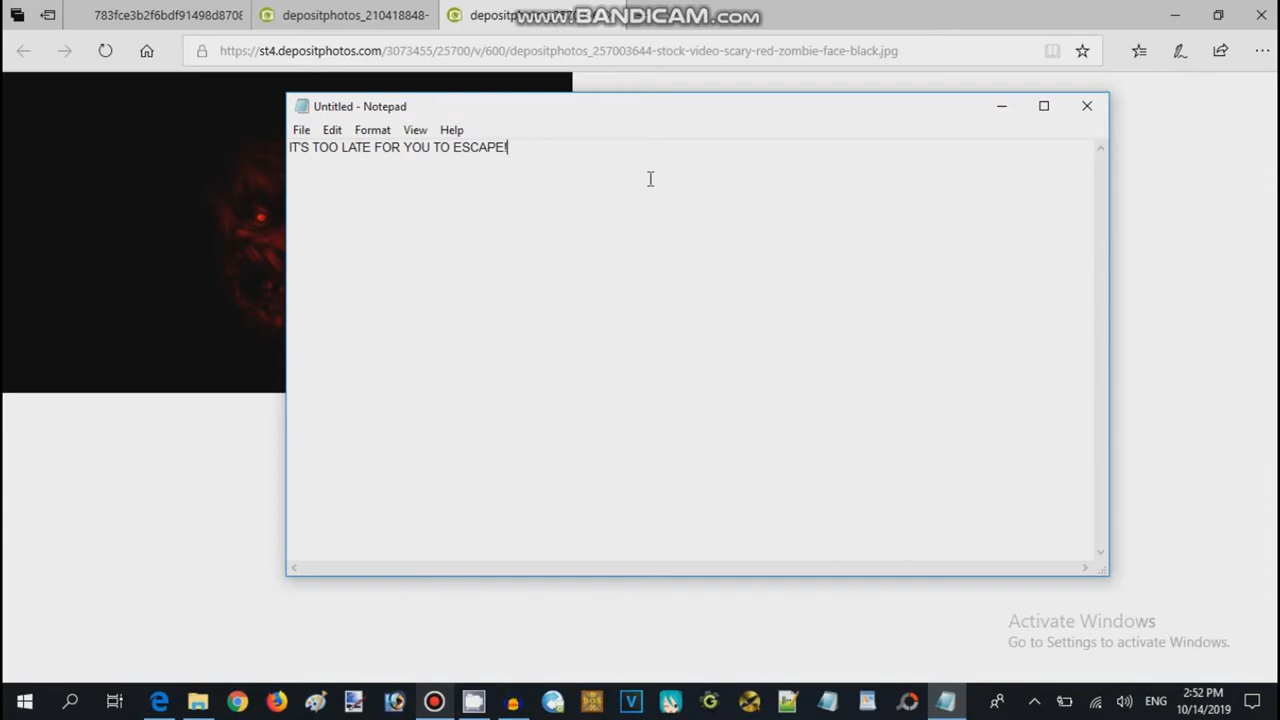 783fce3b2f6bdf91498d8708
depositphotos_210418848-
www.BANDICAM.com
https://st4.depositphotos.com/3073455/25700/v/600/depositphotos_257003644-stock-video-scary-red-zombie-face-black.jpg
Untitled - Notepad
File Edit Format View Help
IT'S TOO LATE FOR YOU TO ESCAPE!
Activate Windows
Go to Settings to activate Windows.
ENG
2:52 PM
10/14/2019